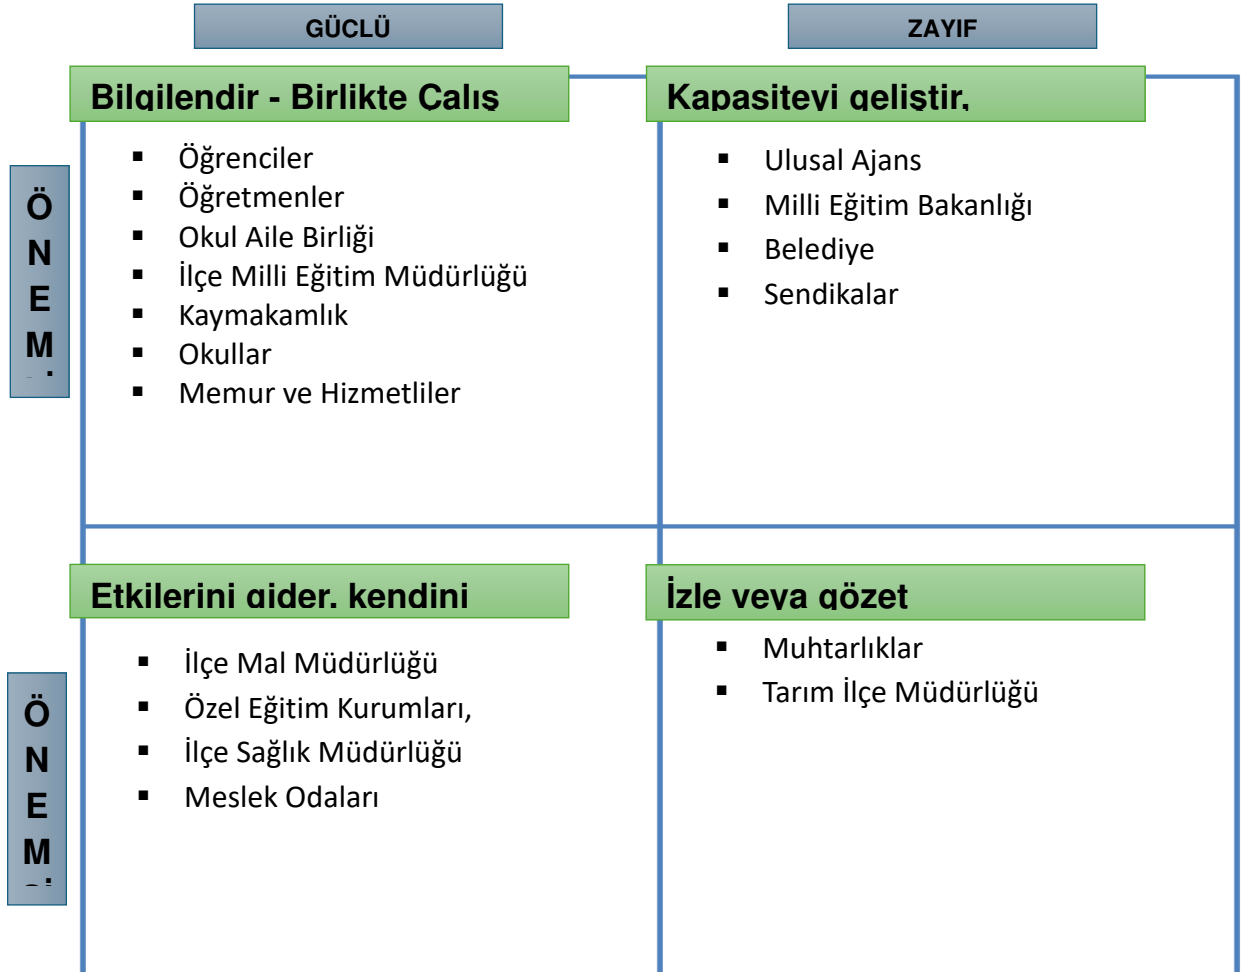 GÜÇLÜ
ZAYIF
Bilgilendir - Birlikte Çalış
Kapasiteyi geliştir,
Ö
N
E
M
Öğrenciler
Öğretmenler
Okul Aile Birliği
İlçe Milli Eğitim Müdürlüğü
Kaymakamlık
Okullar
Memur ve Hizmetliler
Ulusal Ajans
Milli Eğitim Bakanlığı
Belediye
Sendikalar
Etkilerini gider, kendini
İzle veya gözet
Ö
N
E
M
İlçe Mal Müdürlüğü
Özel Eğitim Kurumları,
İlçe Sağlık Müdürlüğü
Meslek Odaları
Muhtarlıklar
Tarım İlçe Müdürlüğü